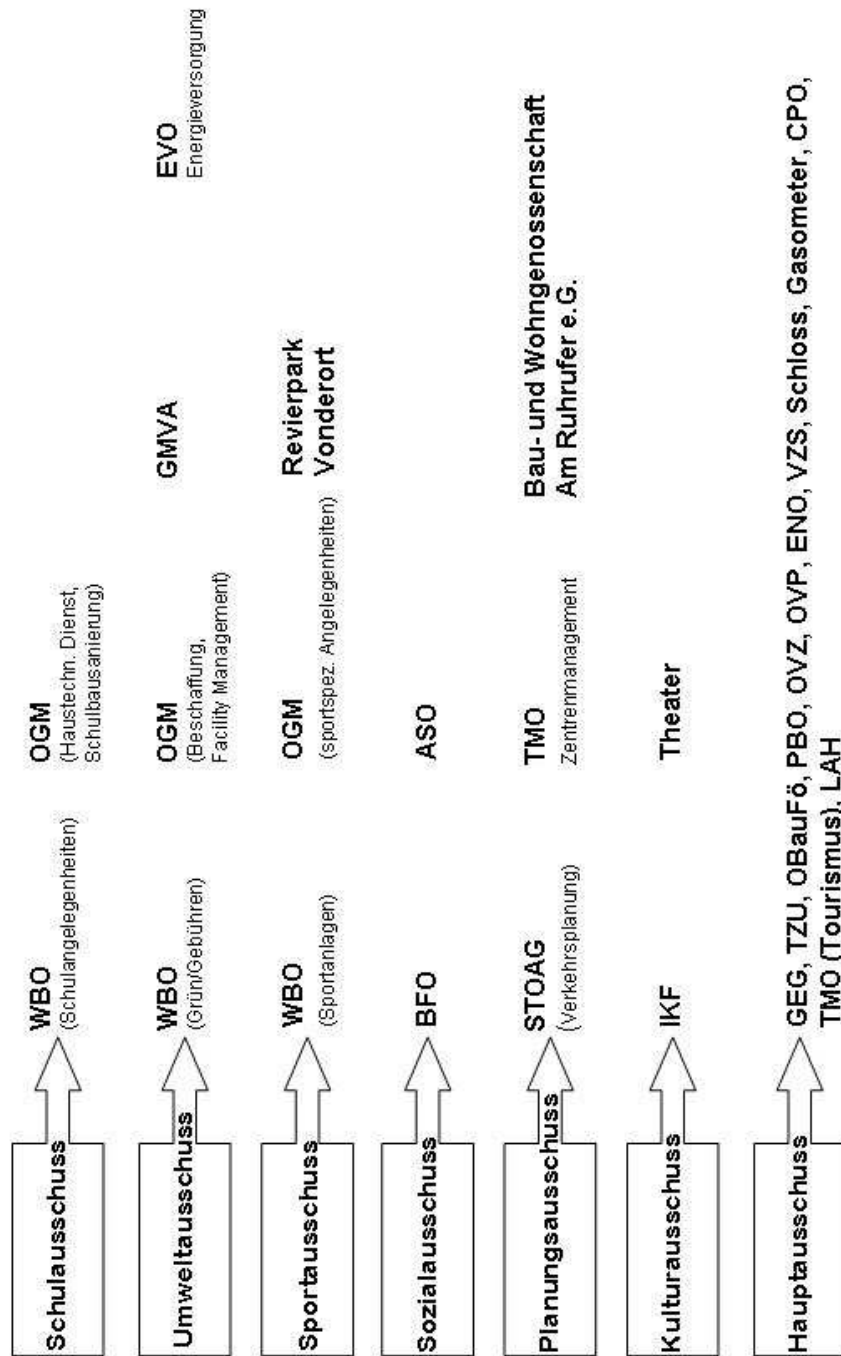 Schulausschuss
WBO
(Schulangelegenheiten)
OGM
(Haustechn. Dienst,
Schulbausanierung)
Umweltausschuss
WBO
(Grün/Gebühren)
OGM
(Beschaffung,
Facility Management)
GMVA
EVO
Energieversorgung
Sportausschuss
WBO
(Sportanlagen)
OGM
(sportspez. Angelegenheiten)
Revierpark
Vonderort
Sozialausschuss
BFO
ASO
Planungsausschuss
STOAG
(Verkehrsplanung)
TMO
Zentrenmanagement
Bau- und Wohngenossenschaft
Am Ruhrufer e.G.
Kulturausschuss
IKF
Theater
Hauptausschuss
GEG, TZU, OBauFö, PBO, OVZ, OVP, ENO, VZS, Schloss, Gasometer, CPO,
TMO (Tourismus), LAH